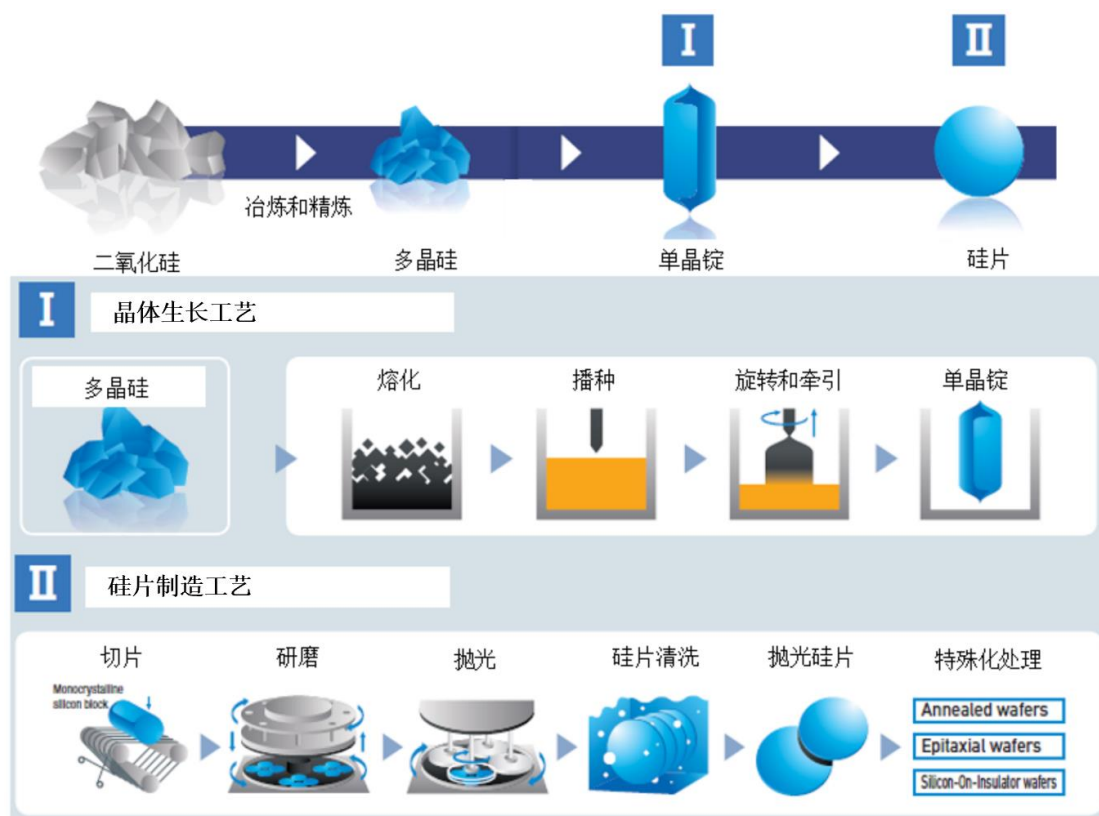 I
II
冶炼和精炼
二氧化硅
多晶硅
单晶锭
硅片
I
晶体生长工艺
多晶硅
熔化
播种
旋转和牵引
单晶锭
II
硅片制造工艺
切片
研磨
抛光
硅片清洗
抛光硅片
特殊化处理
Monocrystalline
silicon block
Annealed wafers
Epitaxial wafers
Silicon-On-Insulator wafers